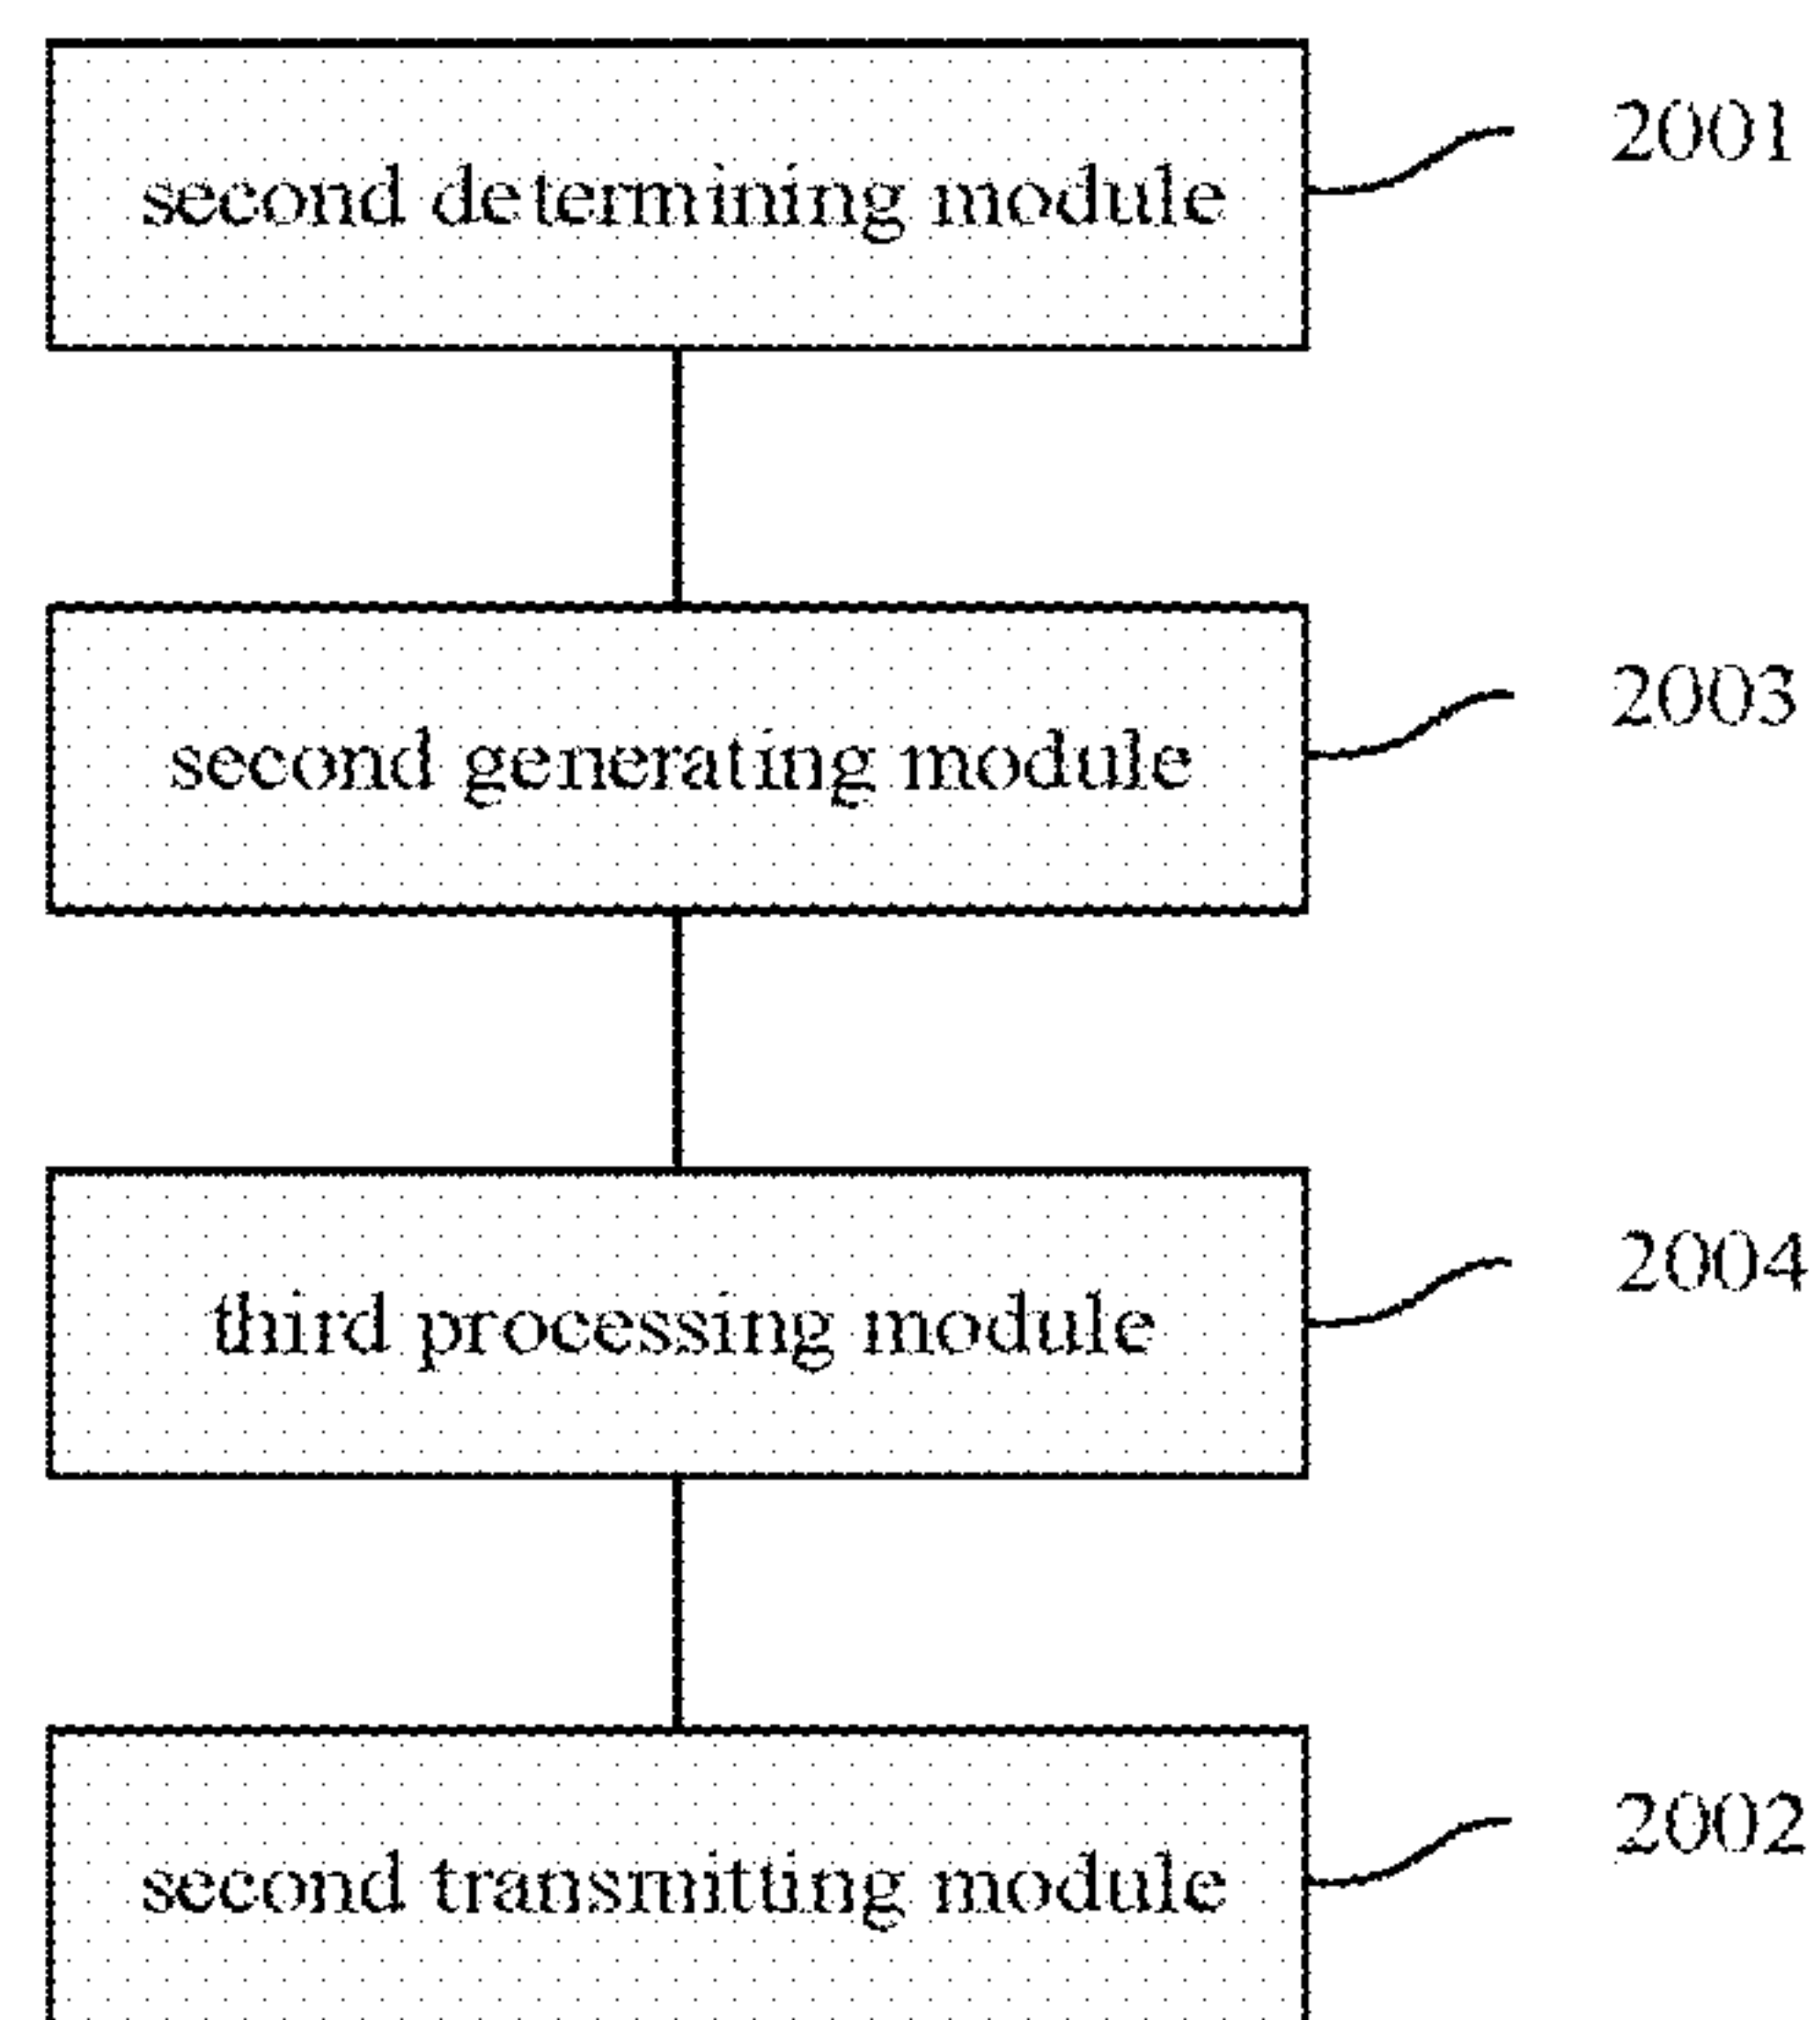 second determining module 2001
second generating module 2003
third processing module 2004
second transmitting module 2002